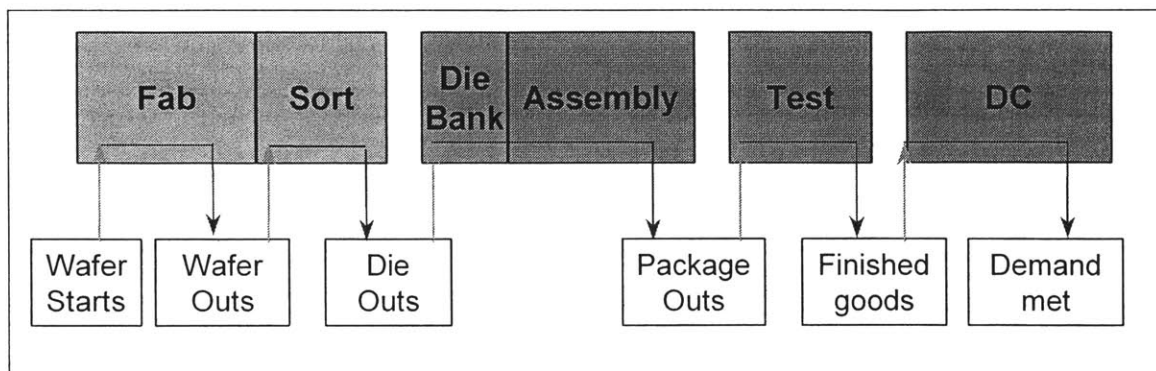 Fab
Sort
Die
Bank
Assembly
Test
DC
Wafer
Starts
Wafer
Outs
Die
Outs
Package
Outs
Finished
goods
Demand
met